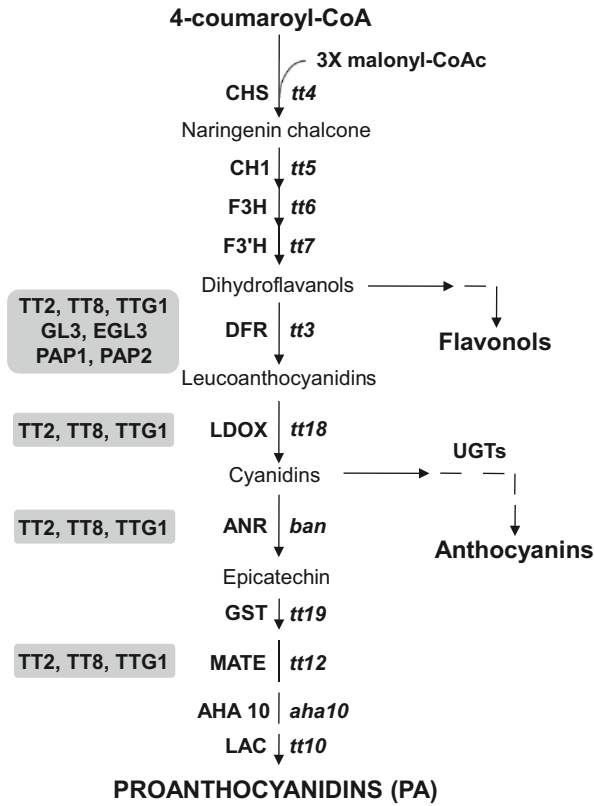 4-coumaroyl-CoA
3X malonyl-CoAc
CHS tt4
Naringenin chalcone
CH1 tt5
F3H tt6
F3'H tt7
Dihydroflavanols
Flavonols
TT2, TT8, TTG1
GL3, EGL3
PAP1, PAP2
DFR tt3
Leucoanthocyanidins
TT2, TT8, TTG1
LDOX tt18
Cyanidins
UGTs
Anthocyanins
TT2, TT8, TTG1
ANR ban
Epicatechin
GST tt19
TT2, TT8, TTG1
MATE tt12
AHA 10 aha10
LAC tt10
PROANTHOCYANIDINS (PA)